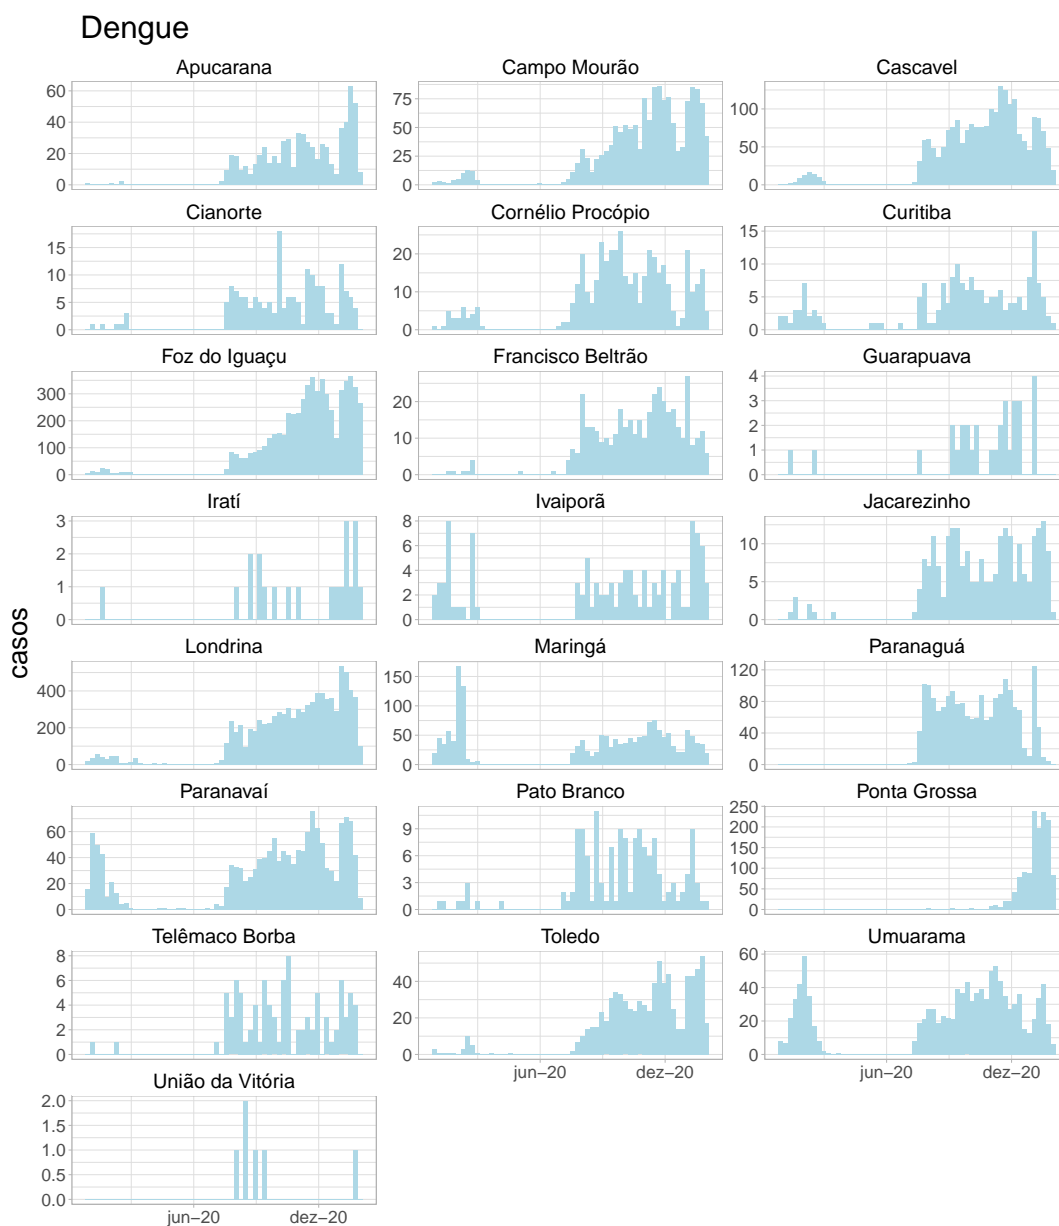 Dengue
Apucarana
Campo Mourão
Cascavel
60
40
20
0
75
50
25
0
100
50
0
Cianorte
Cornélio Procópio
Curitiba
15
10
5
0
20
10
0
15
10
5
0
Foz do Iguaçu
Francisco Beltrão
Guarapuava
300
200
100
0
20
10
0
4
3
2
1
0
Iratí
Ivaiporã
Jacarezinho
3
2
1
0
8
6
4
2
0
10
5
0
casos
Londrina
Maringá
Paranaguá
400
200
0
150
100
50
0
120
80
40
0
Paranavaí
Pato Branco
Ponta Grossa
60
40
20
0
9
6
3
0
250
200
150
100
50
0
Telêmaco Borba
Toledo
Umuarama
8
6
4
2
0
40
20
0
60
40
20
0
jun−20
dez−20
jun−20
dez−20
União da Vitória
2.0
1.5
1.0
0.5
0.0
jun−20
dez−20